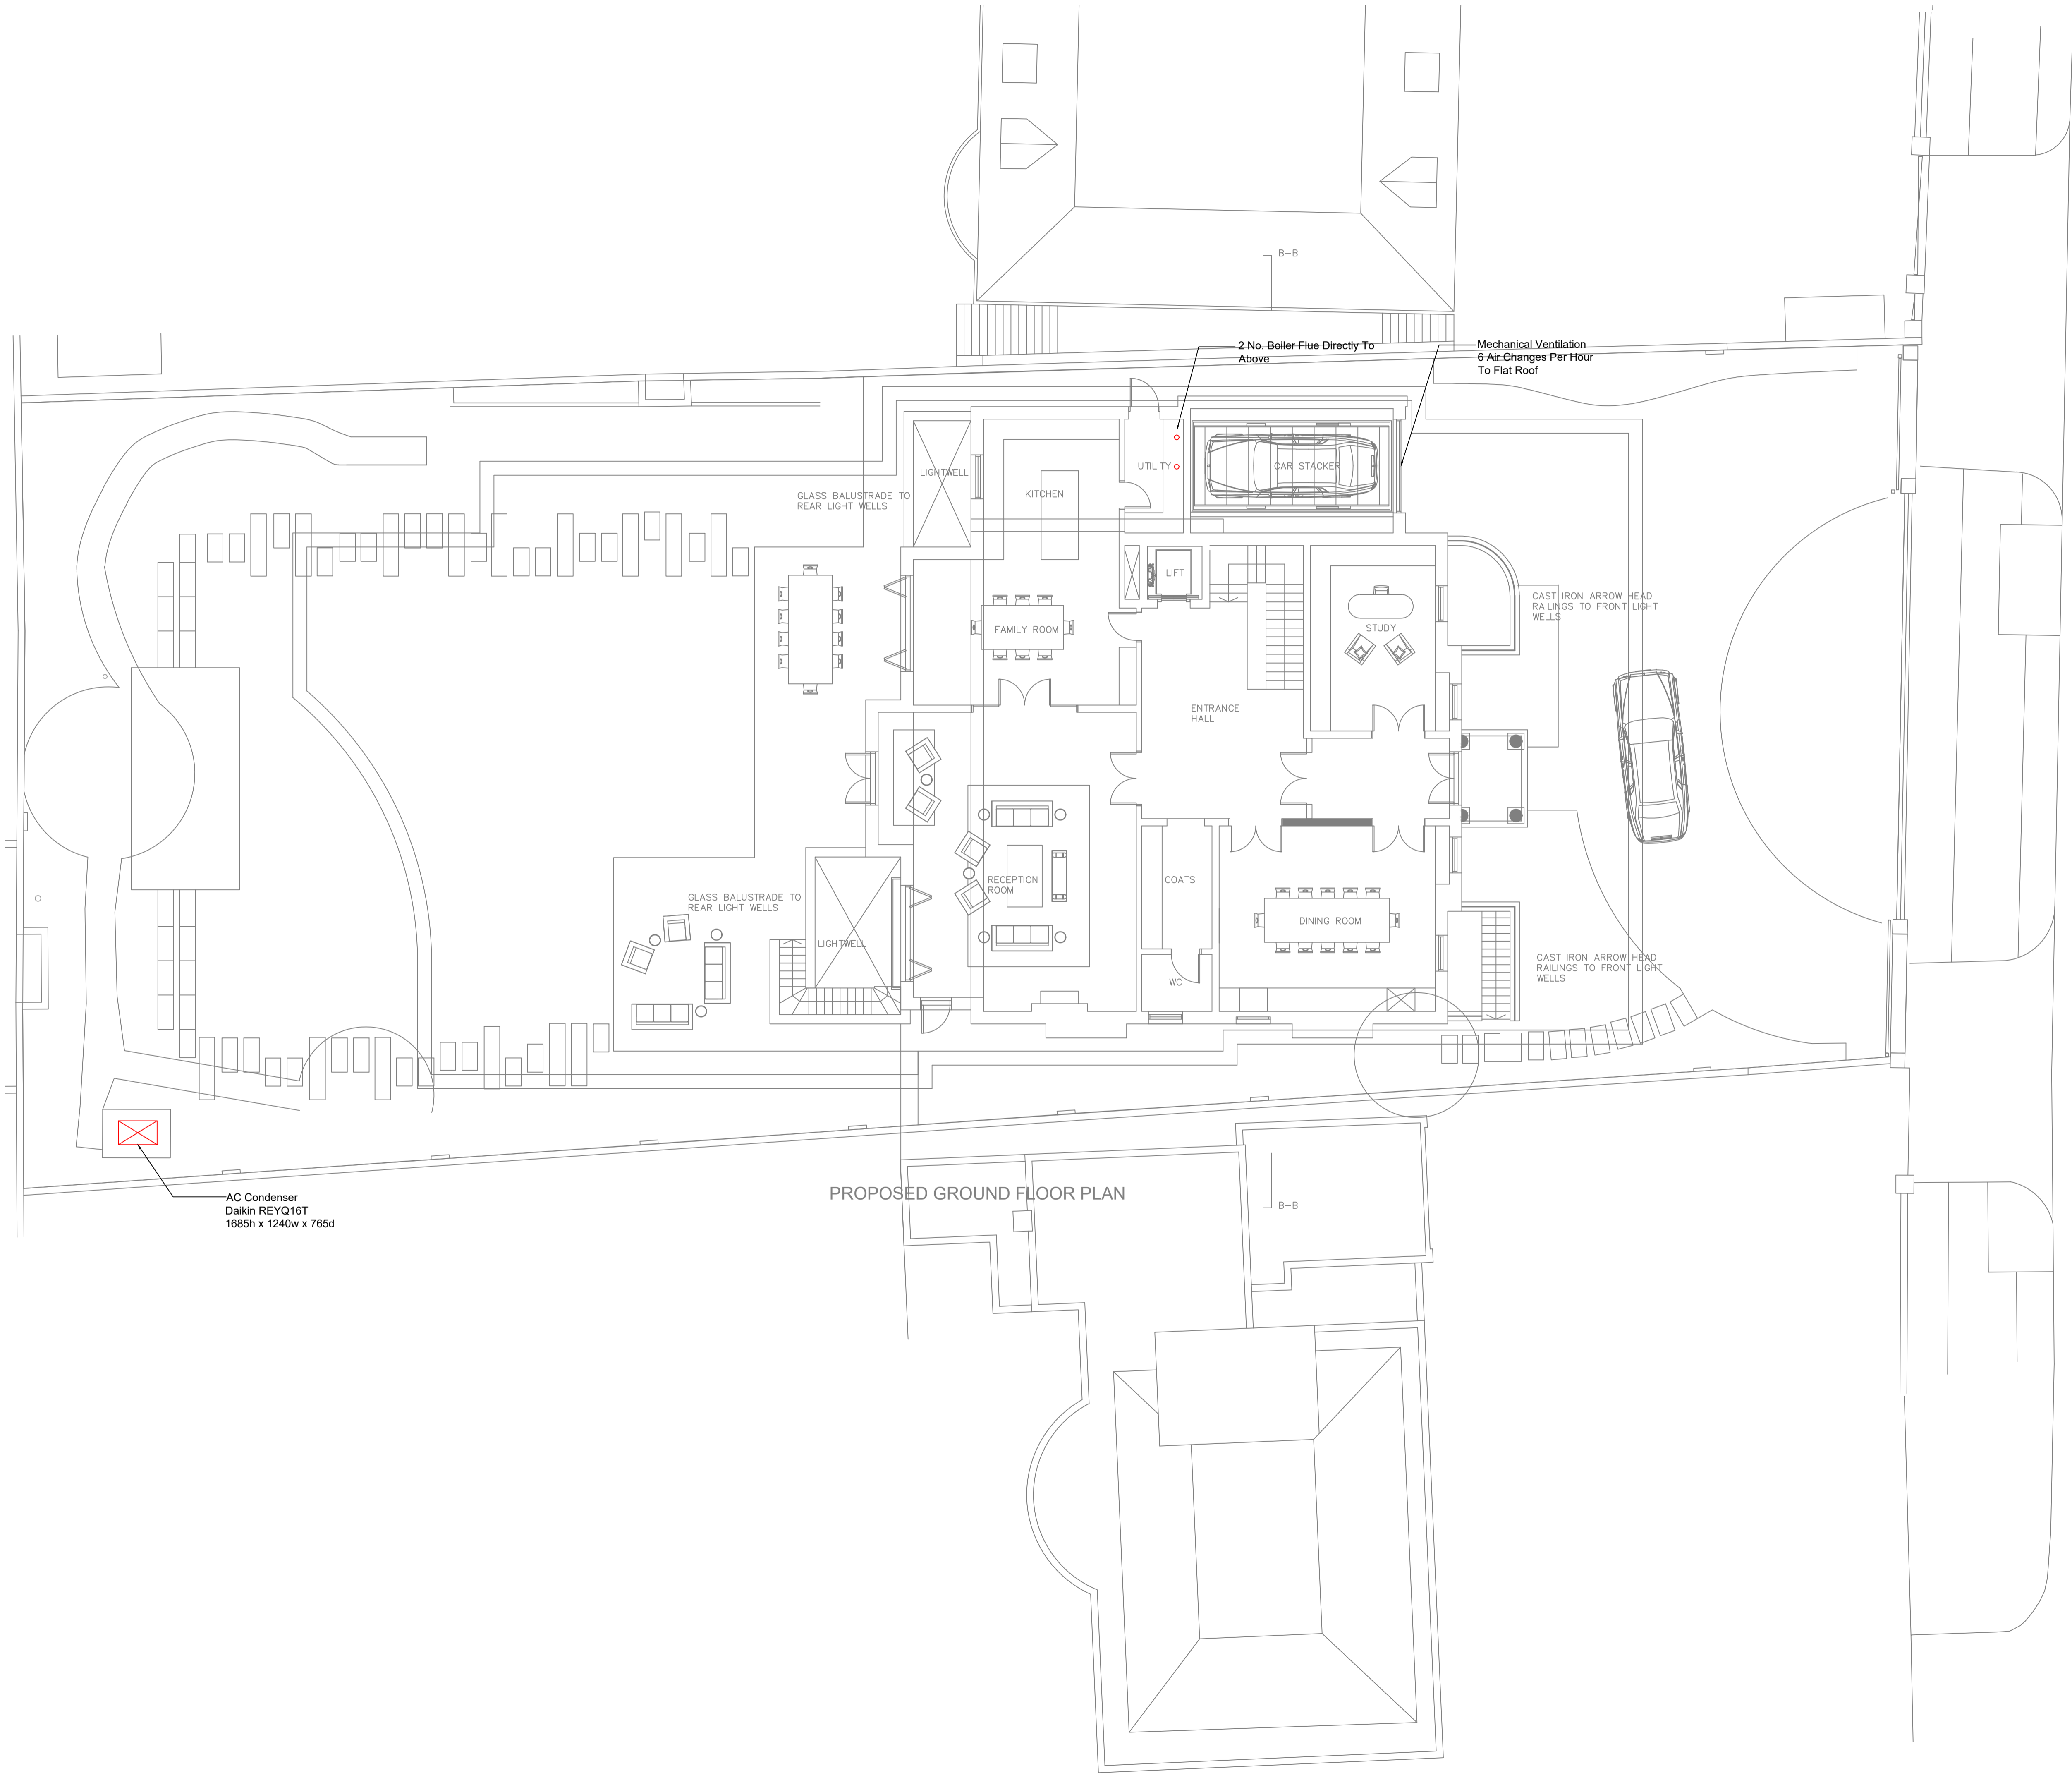 B-B
2 No. Boiler Flue Directly To
Above
Mechanical Ventilation
6 Air Changes Per Hour
To Flat Roof
LIGHTWELL
UTILITY
CAR STACKER
KITCHEN
GLASS BALUSTRADE TO
REAR LIGHT WELLS
LIFT
CAST IRON ARROW HEAD
RAILINGS TO FRONT LIGHT
WELLS
FAMILY ROOM
STUDY
ENTRANCE
HALL
RECEPTION
ROOM
COATS
GLASS BALUSTRADE TO
REAR LIGHT WELLS
DINING ROOM
LIGHTWELL
CAST IRON ARROW HEAD
RAILINGS TO FRONT LIGHT
WELLS
WC
AC Condenser
Daikin REYQ16T
1685h x 1240w x 765d
PROPOSED GROUND FLOOR PLAN
B-B